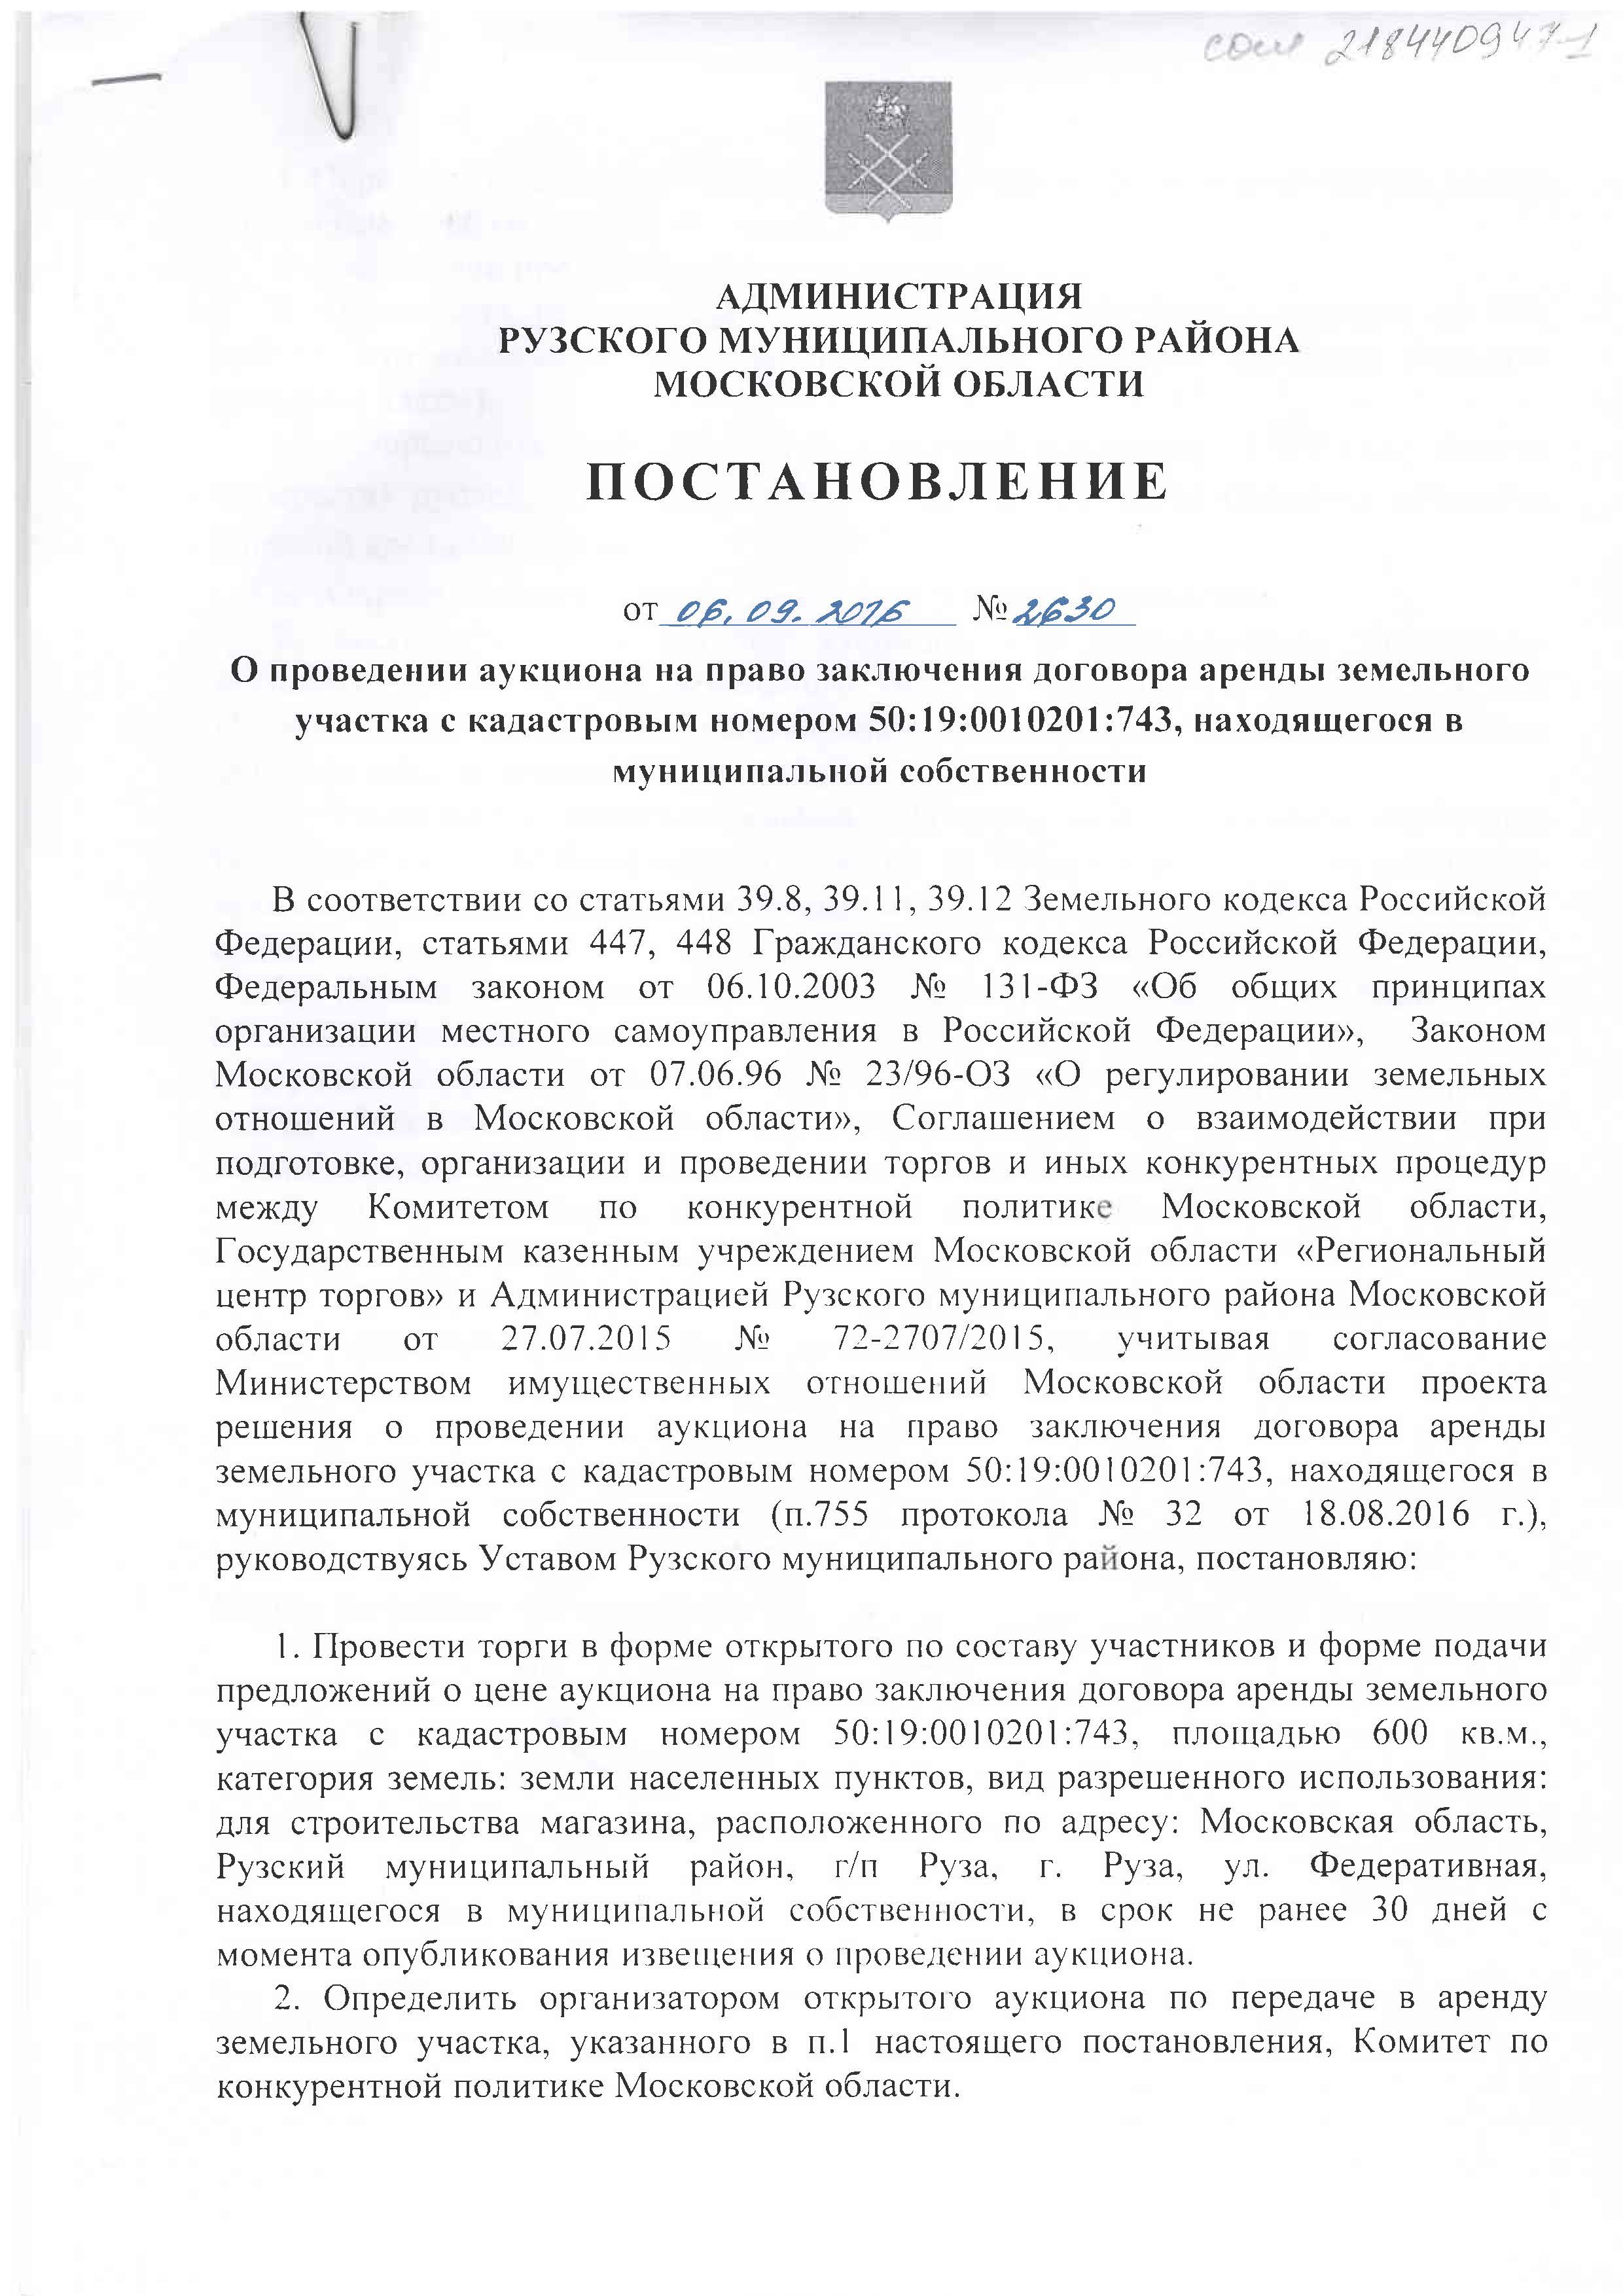 218440947-1
АДМИНИСТРАЦИЯ
РУЗСКОГО МУНИЦИПАЛЬНОГО РАЙОНА
МОСКОВСКОЙ ОБЛАСТИ
ПОСТАНОВЛЕНИЕ
от 06.09.2016 № 2630
О проведении аукциона на право заключения договора аренды земельного
участка с кадастровым номером 50:19:0010201:743, находящегося в
муниципальной собственности
В соответствии со статьями 39.8, 39.11, 39.12 Земельного кодекса Российской
Федерации, статьями 447, 448 Гражданского кодекса Российской Федерации,
Федеральным законом от 06.10.2003 № 131-ФЗ «Об общих принципах
организации местного самоуправления в Российской Федерации», Законом
Московской области от 07.06.96 № 23/96-ОЗ «О регулировании земельных
отношений в Московской области», Соглашением о взаимодействии при
подготовке, организации и проведении торгов и иных конкурентных процедур
между Комитетом по конкурентной политике Московской области,
Государственным казенным учреждением Московской области «Региональный
центр торгов» и Администрацией Рузского муниципального района Московской
области от 27.07.2015 № 72-2707/2015, учитывая согласование
Министерством имущественных отношений Московской области проекта
решения о проведении аукциона на право заключения договора аренды
земельного участка с кадастровым номером 50:19:0010201:743, находящегося в
муниципальной собственности (п.755 протокола № 32 от 18.08.2016 г.),
руководствуясь Уставом Рузского муниципального района, постановляю:
1. Провести торги в форме открытого по составу участников и форме подачи
предложений о цене аукциона на право заключения договора аренды земельного
участка с кадастровым номером 50:19:0010201:743, площадью 600 кв.м.,
категория земель: земли населенных пунктов, вид разрешенного использования:
для строительства магазина, расположенного по адресу: Московская область,
Рузский муниципальный район, г/п Руза, г. Руза, ул. Федеративная,
находящегося в муниципальной собственности, в срок не ранее 30 дней с
момента опубликования извещения о проведении аукциона.
2. Определить организатором открытого аукциона по передаче в аренду
земельного участка, указанного в п.1 настоящего постановления, Комитет по
конкурентной политике Московской области.